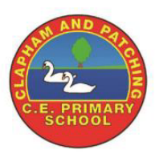 CLAPHAM AND PATCHING
C.E. PRIMARY
SCHOOL